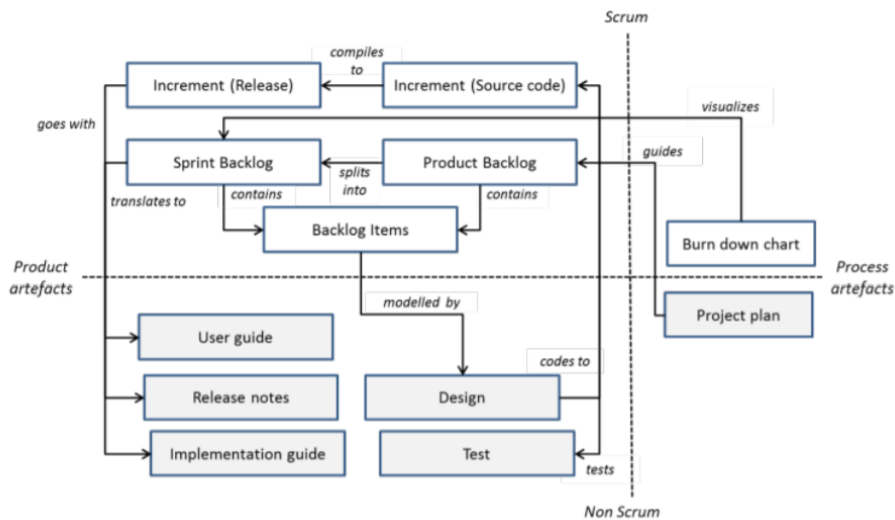 Scrum
compiles
to
Increment (Release)
Increment (Source code)
visualizes
goes with
guides
Sprint Backlog
Product Backlog
splits
into
translates to
contains
contains
Backlog Items
Burn down chart
Product
artefacts
Process
artefacts
modelled by
Project plan
User guide
codes to
Release notes
Design
Implementation guide
Test
tests
Non Scrum